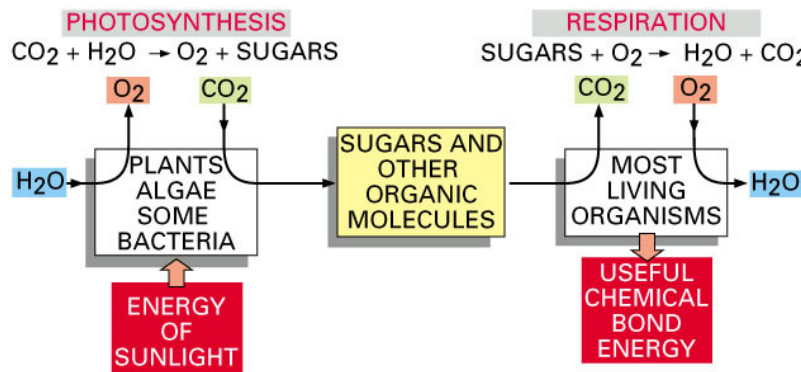 PHOTOSYNTHESIS
CO₂ + H₂O → O₂ + SUGARS
O₂
CO₂
H₂O
PLANTS
ALGAE
SOME
BACTERIA
ENERGY
OF
SUNLIGHT
SUGARS AND
OTHER
ORGANIC
MOLECULES
RESPIRATION
SUGARS + O₂ → H₂O + CO₂
CO₂
O₂
MOST
LIVING
ORGANISMS
H₂O
USEFUL
CHEMICAL
BOND
ENERGY